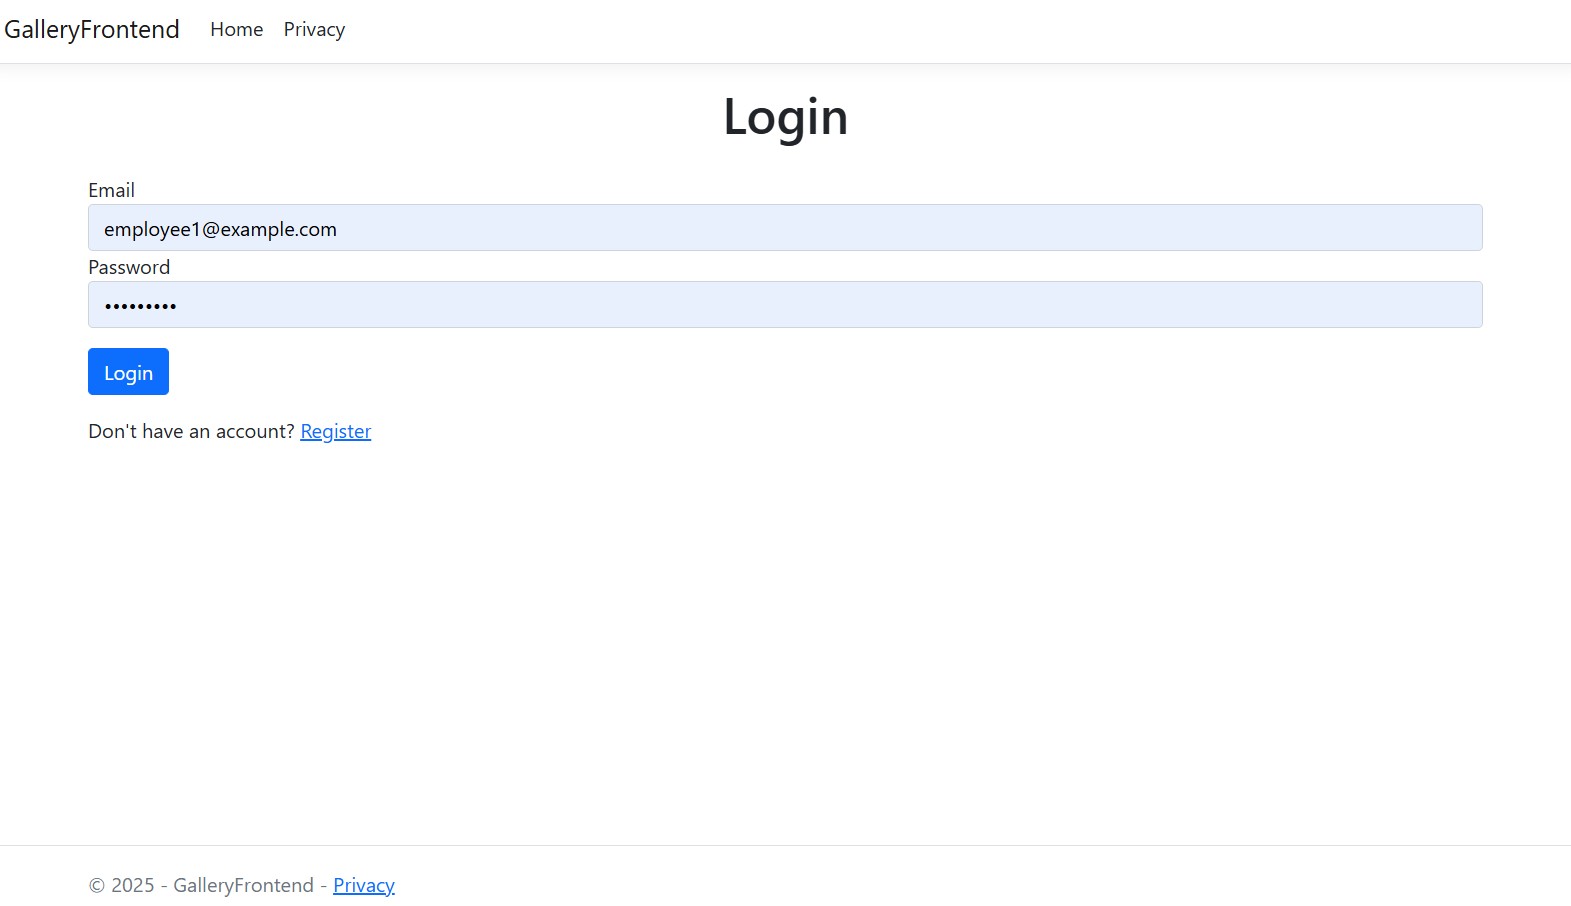 GalleryFrontend Home Privacy
Login
Email
employee1@example.com
Password
•••••••••
Login
Don't have an account? Register
© 2025 - GalleryFrontend - Privacy